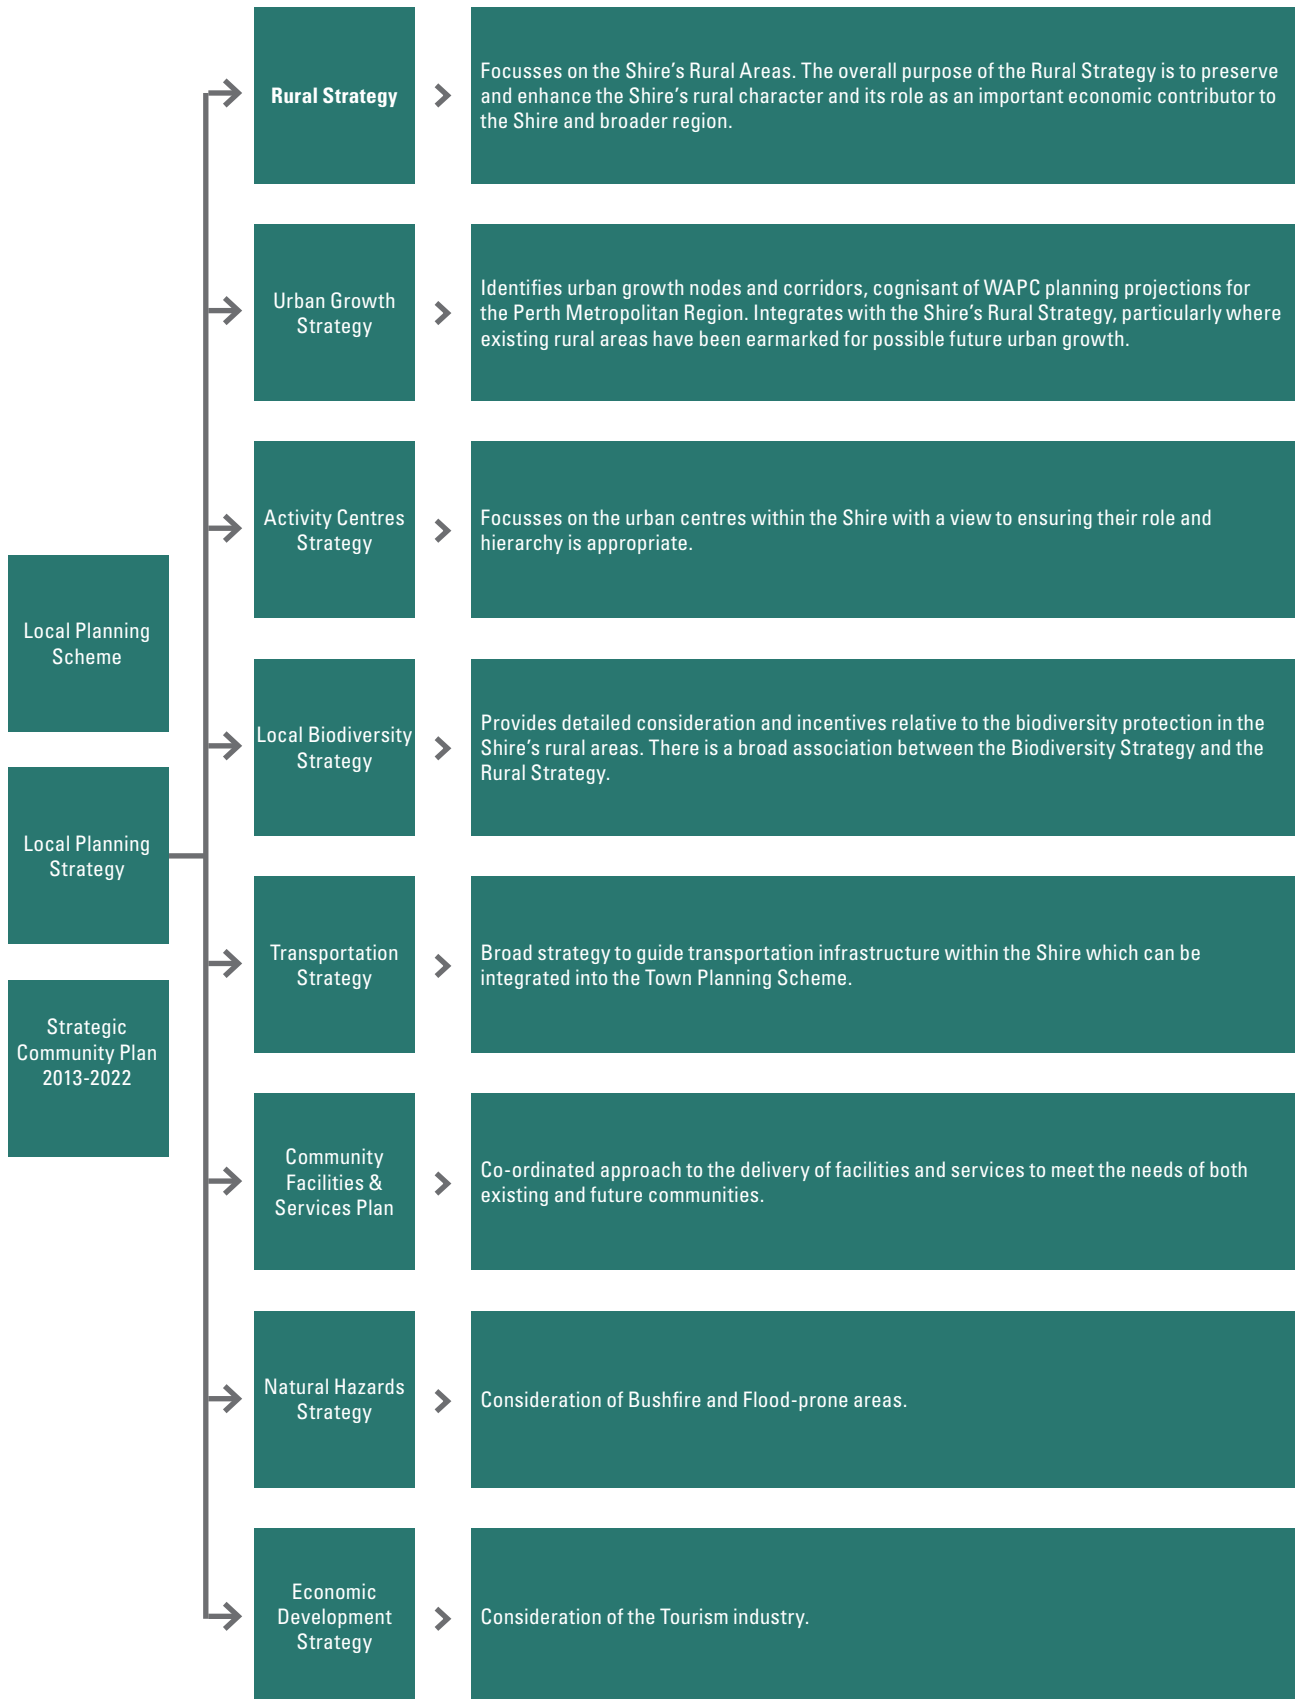 Local Planning
Scheme
Local Planning
Strategy
Strategic
Community Plan
2013-2022
Rural Strategy
Focusses on the Shire’s Rural Areas. The overall purpose of the Rural Strategy is to preserve
and enhance the Shire’s rural character and its role as an important economic contributor to
the Shire and broader region.
Urban Growth
Strategy
Identifies urban growth nodes and corridors, cognisant of WAPC planning projections for
the Perth Metropolitan Region. Integrates with the Shire’s Rural Strategy, particularly where
existing rural areas have been earmarked for possible future urban growth.
Activity Centres
Strategy
Focusses on the urban centres within the Shire with a view to ensuring their role and
hierarchy is appropriate.
Local Biodiversity
Strategy
Provides detailed consideration and incentives relative to the biodiversity protection in the
Shire’s rural areas. There is a broad association between the Biodiversity Strategy and the
Rural Strategy.
Transportation
Strategy
Broad strategy to guide transportation infrastructure within the Shire which can be
integrated into the Town Planning Scheme.
Community
Facilities &
Services Plan
Co-ordinated approach to the delivery of facilities and services to meet the needs of both
existing and future communities.
Natural Hazards
Strategy
Consideration of Bushfire and Flood-prone areas.
Economic
Development
Strategy
Consideration of the Tourism industry.